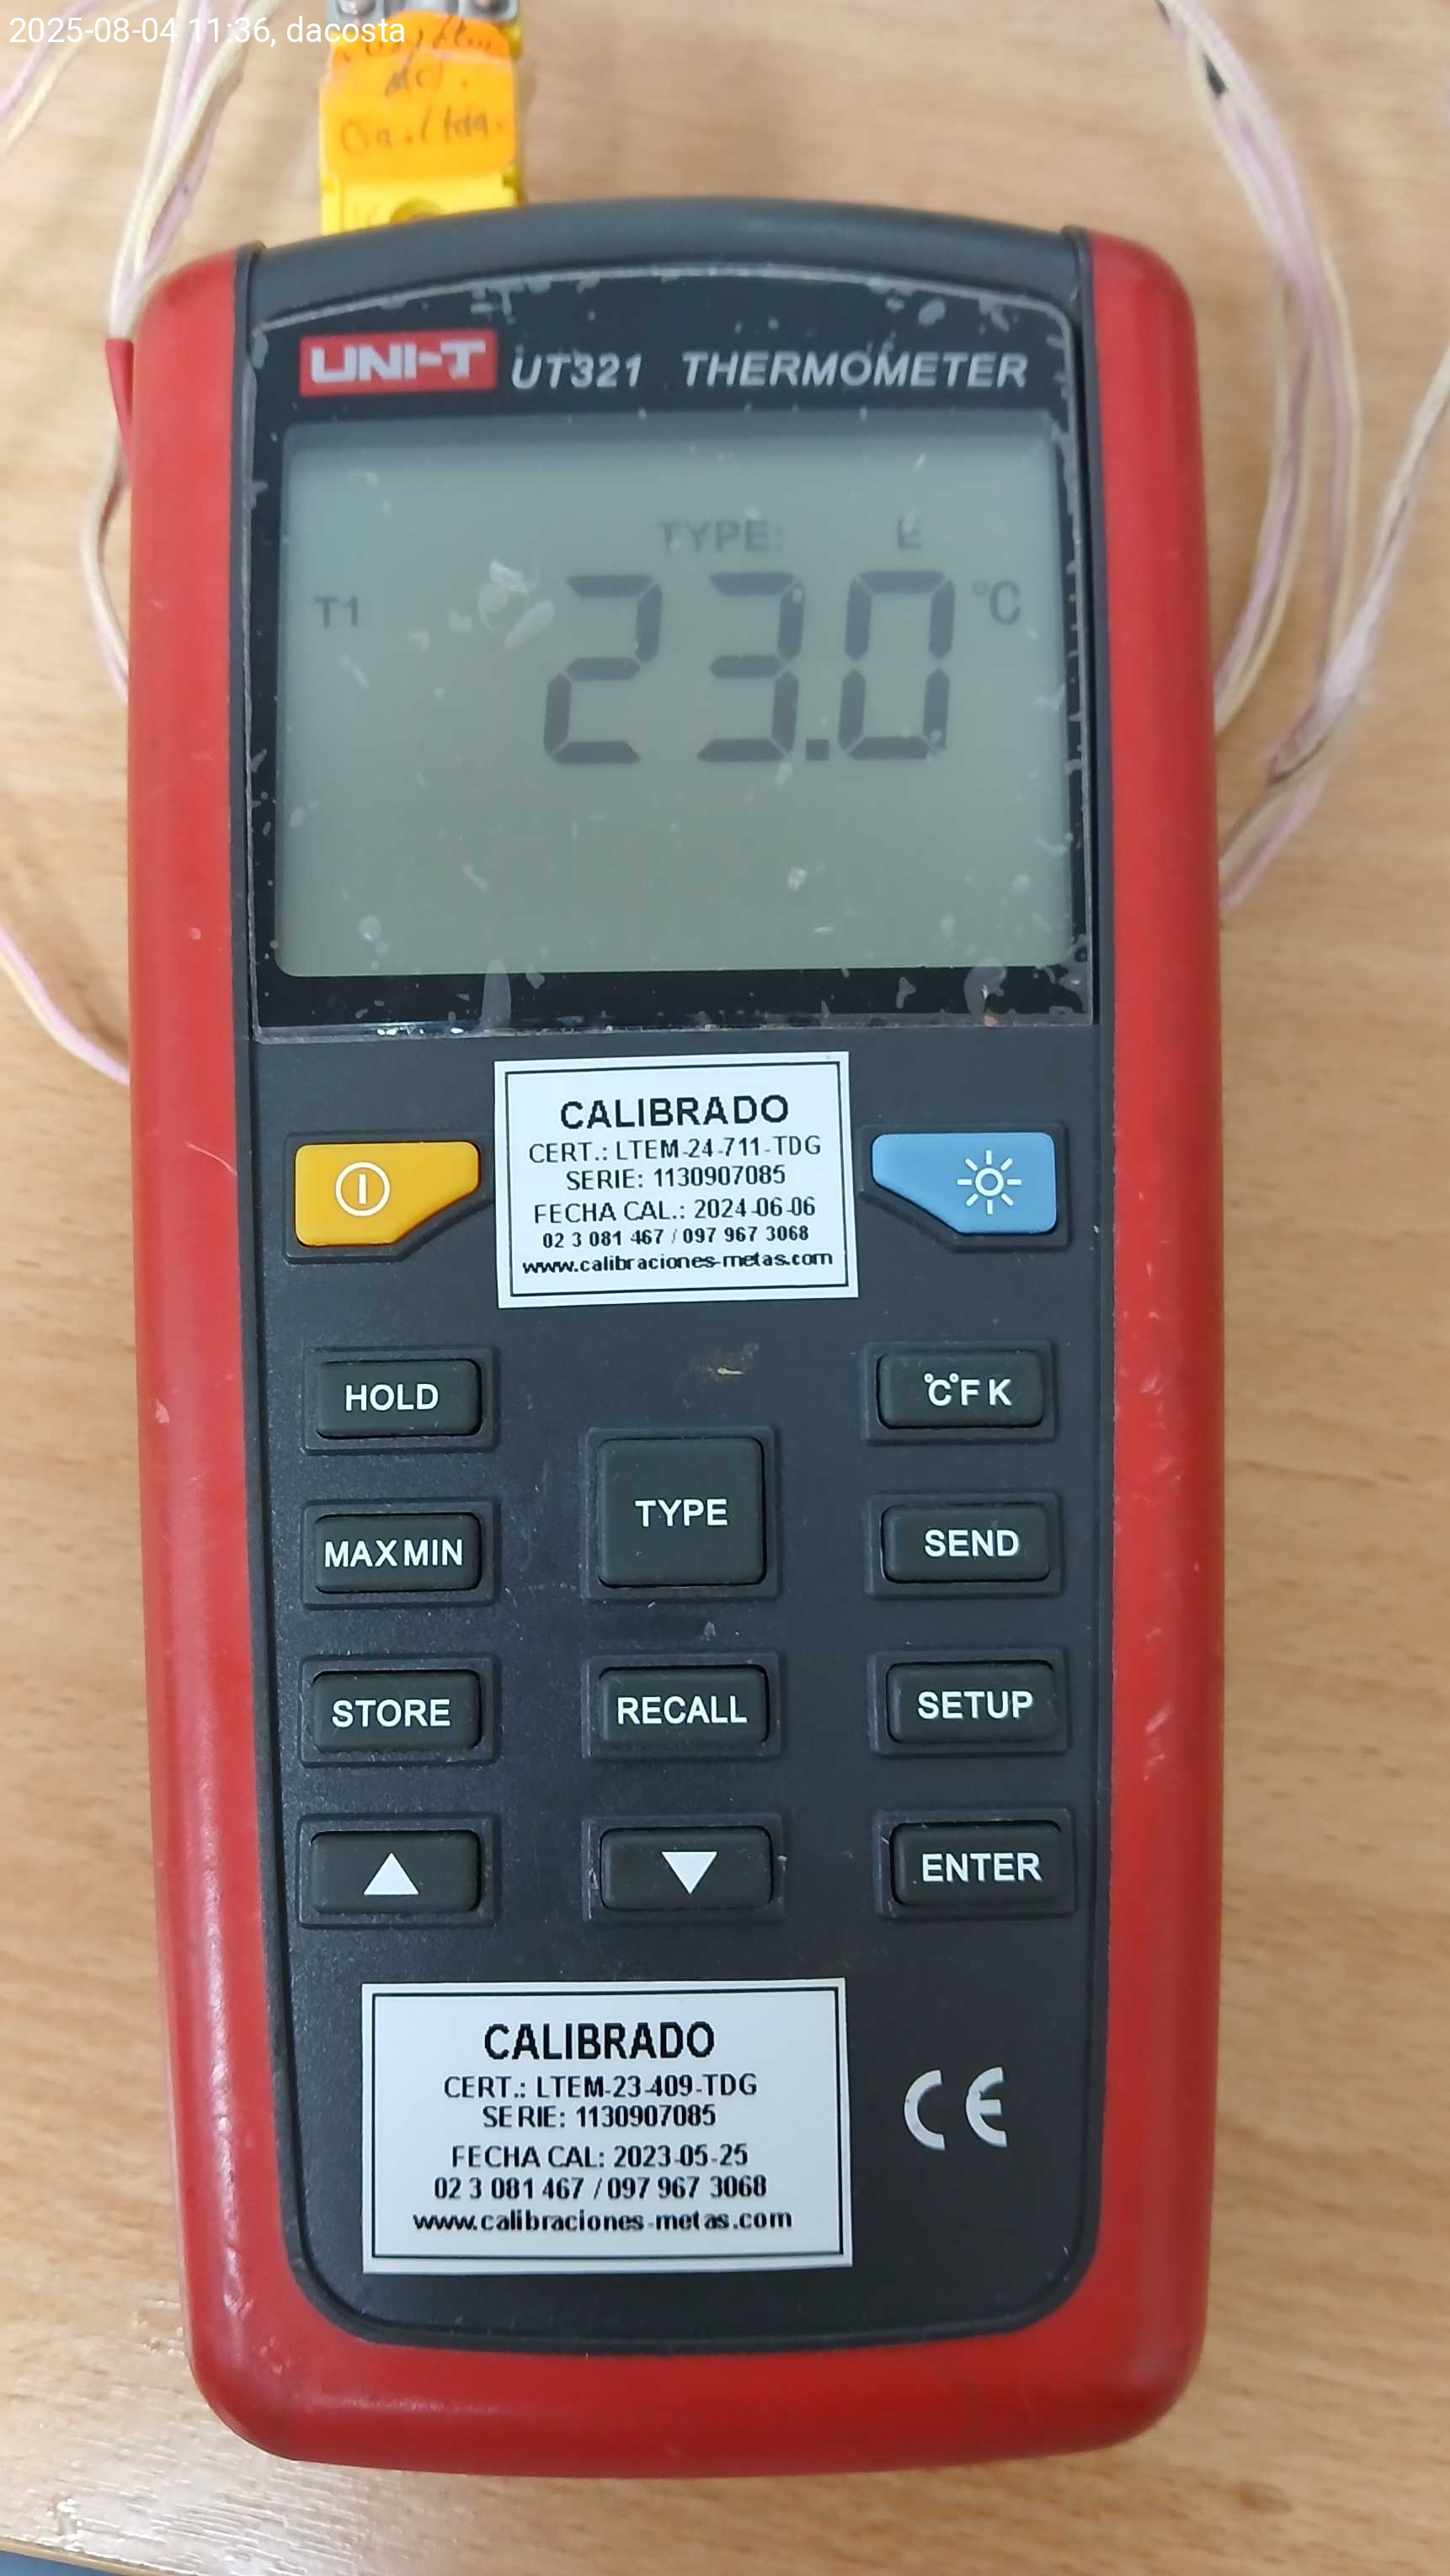 2025-08-04 11:36, dacosta
Cia. Ltda.
UNI-T UT321 THERMOMETER
TYPE: E
T1 23.0 °C
CALIBRADO
CERT.: LTEM-24-711-TDG
SERIE: 1130907085
FECHA CAL.: 2024-06-06
02 3 081 467 / 097 967 3068
www.calibraciones-metas.com
HOLD
°C°F K
TYPE
MAX MIN
SEND
STORE
RECALL
SETUP
▲
▼
ENTER
CALIBRADO
CERT.: LTEM-23-409-TDG
SERIE: 1130907085
FECHA CAL: 2023-05-25
02 3 081 467 / 097 967 3068
www.calibraciones-metas.com
CE